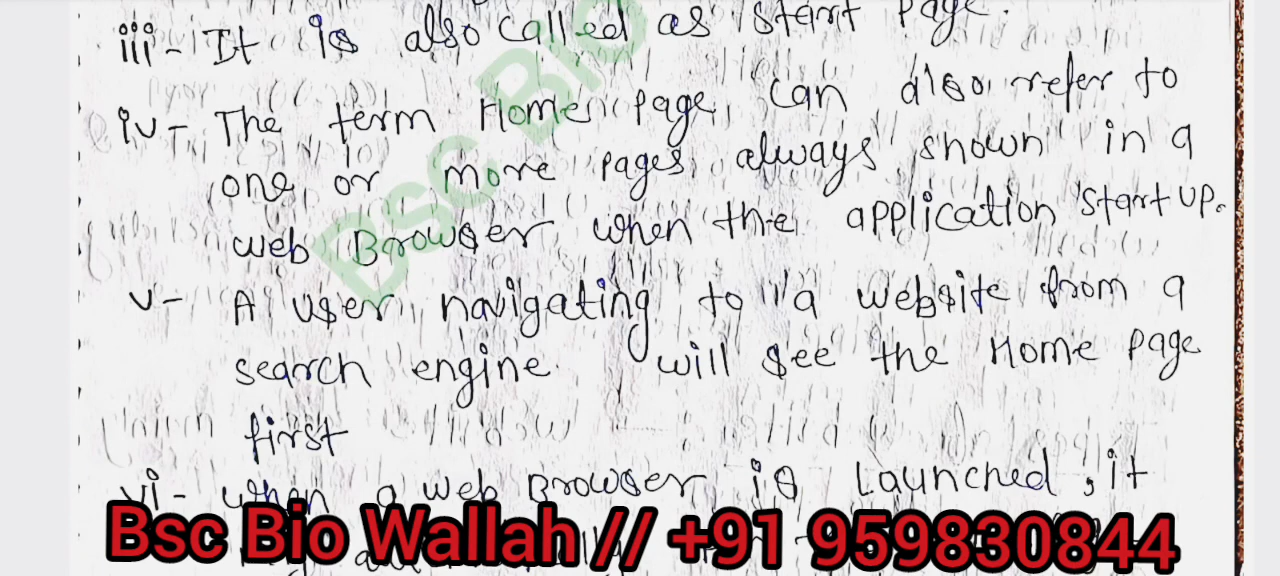 iii - It is also called as start Page.
iv - The term Home page can also refer to
one or more pages always shown in a
web Browser when the application start up.
v - A user navigating to a website from a
search engine will see the Home page
first
vi - when a web Browser is Launched, it
Bsc Bio Wallah // +91 959830844
Bsc Bio